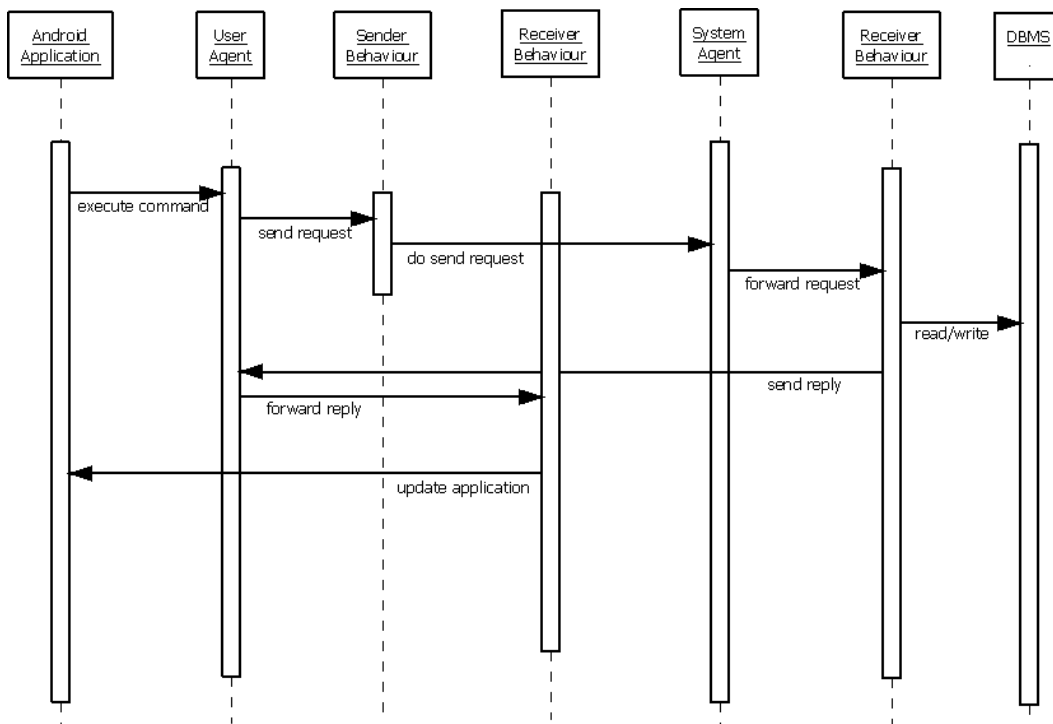 Android
Application
User
Agent
Sender
Behaviour
Receiver
Behaviour
System
Agent
Receiver
Behaviour
DBMS
execute command
send request
do send request
forward request
read/write
send reply
forward reply
update application